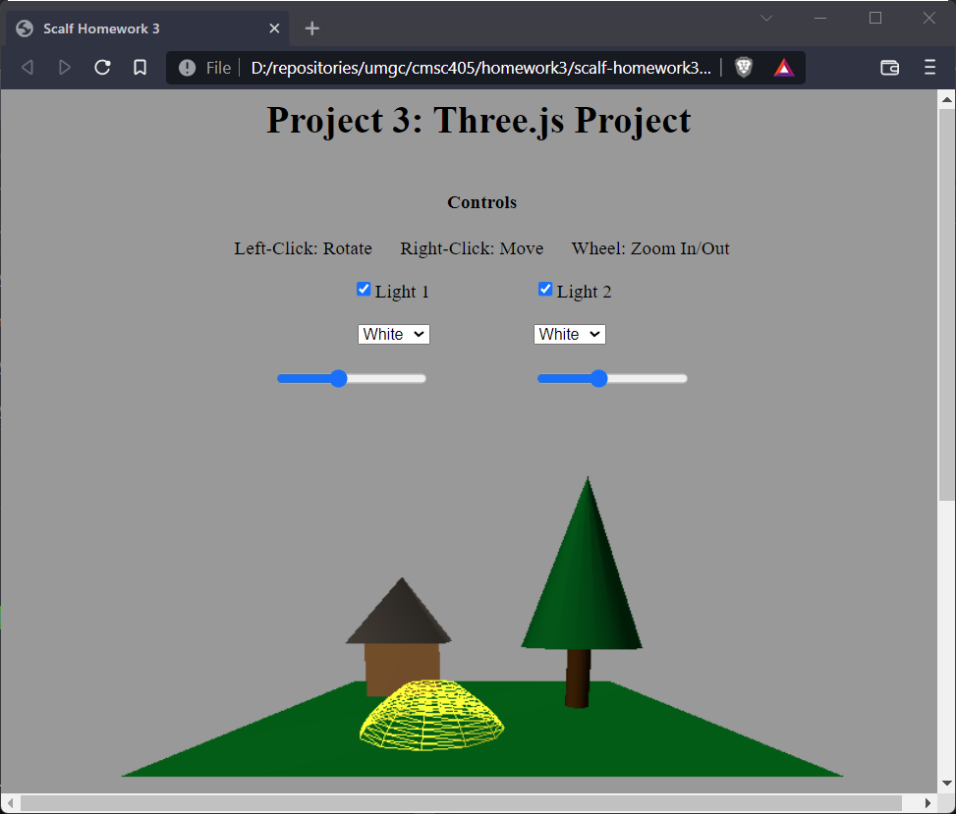 Scalf Homework 3
File D:/repositories/umgc/cmsc405/homework3/scalf-homework3...
Project 3: Three.js Project
Controls
Left-Click: Rotate Right-Click: Move Wheel: Zoom In/Out
Light 1 Light 2
White White